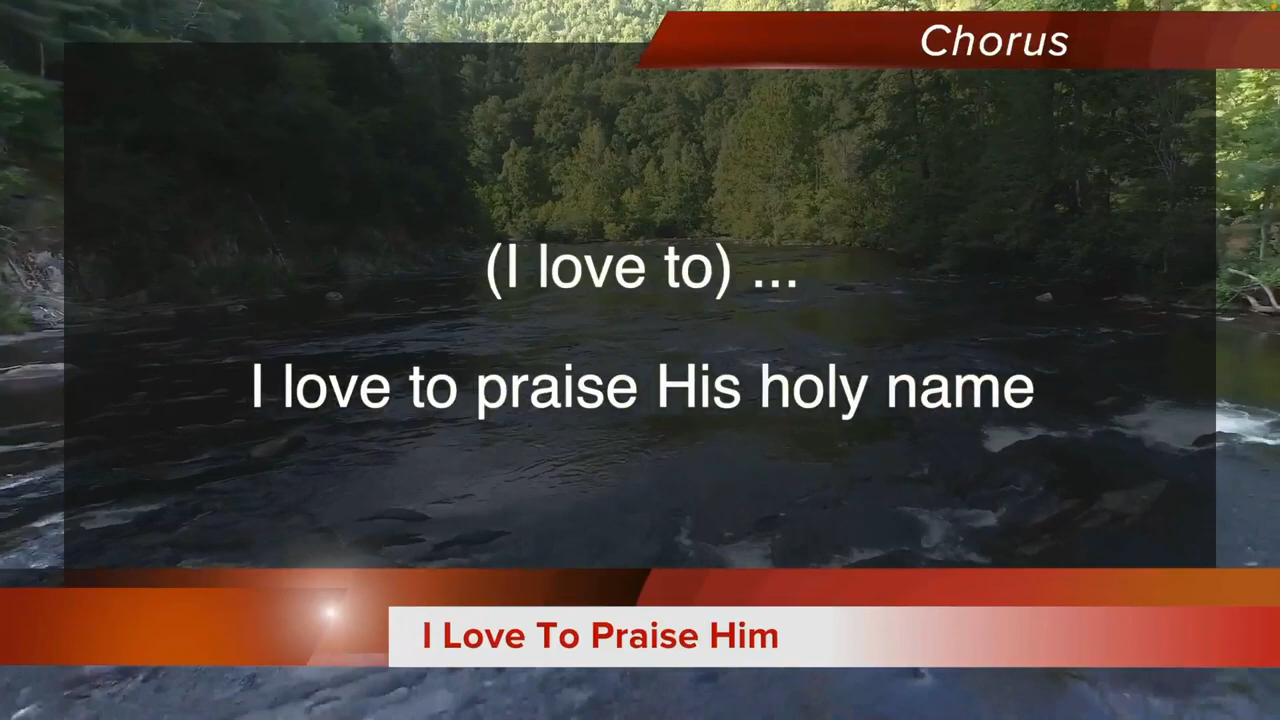 Chorus
(I love to) ...
I love to praise His holy name
I Love To Praise Him